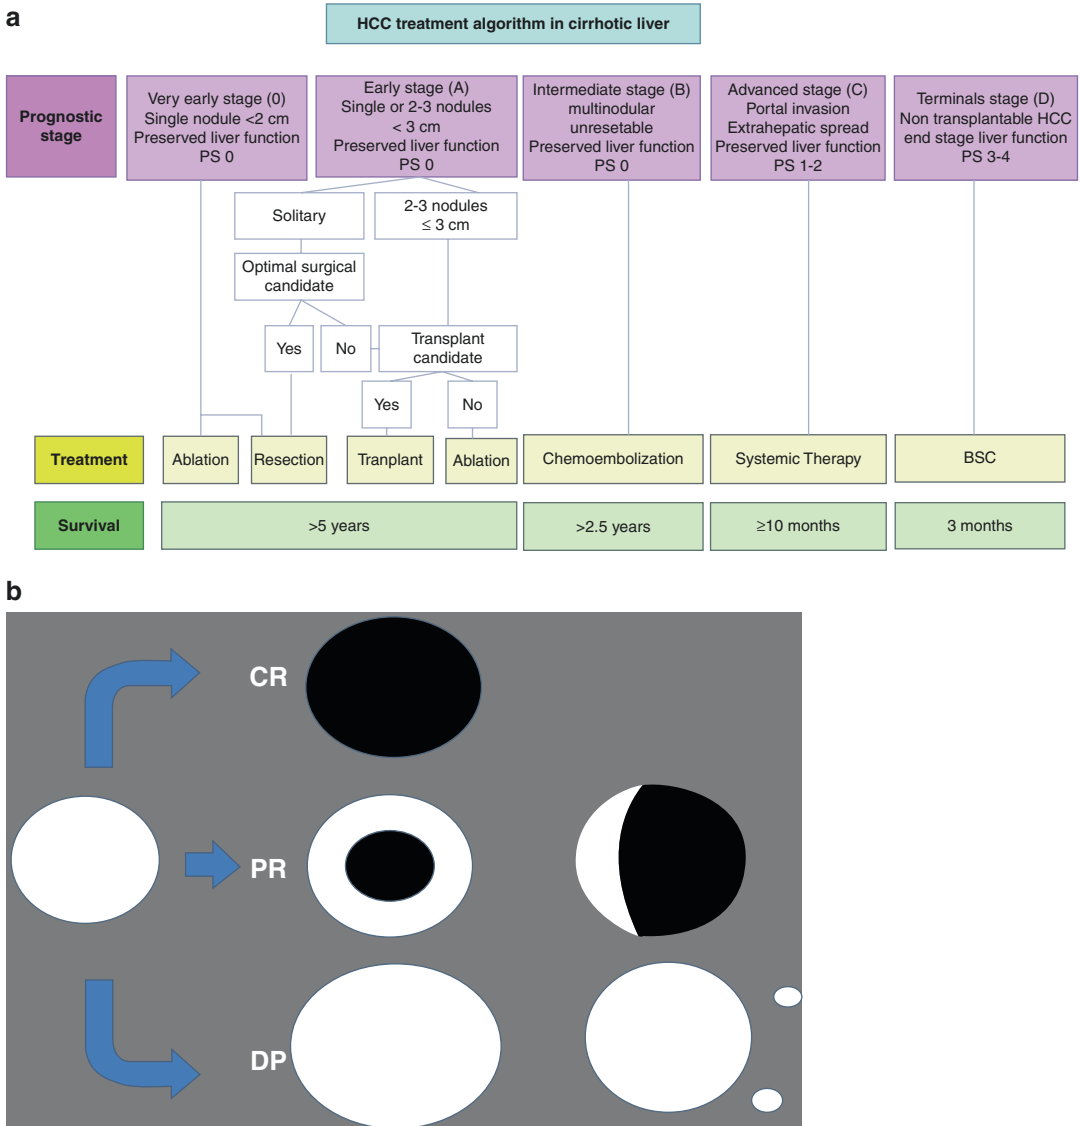 a
HCC treatment algorithm in cirrhotic liver
Prognostic
stage
Very early stage (0)
Single nodule <2 cm
Preserved liver function
PS 0
Early stage (A)
Single or 2-3 nodules
< 3 cm
Preserved liver function
PS 0
Intermediate stage (B)
multinodular
unresetable
Preserved liver function
PS 0
Advanced stage (C)
Portal invasion
Extrahepatic spread
Preserved liver function
PS 1-2
Terminals stage (D)
Non transplantable HCC
end stage liver function
PS 3-4
Solitary
2-3 nodules
≤ 3 cm
Optimal surgical
candidate
Yes
No
Transplant
candidate
Yes
No
Treatment
Ablation
Resection
Tranplant
Ablation
Chemoembolization
Systemic Therapy
BSC
Survival
>5 years
>2.5 years
≥10 months
3 months
b
CR
PR
DP